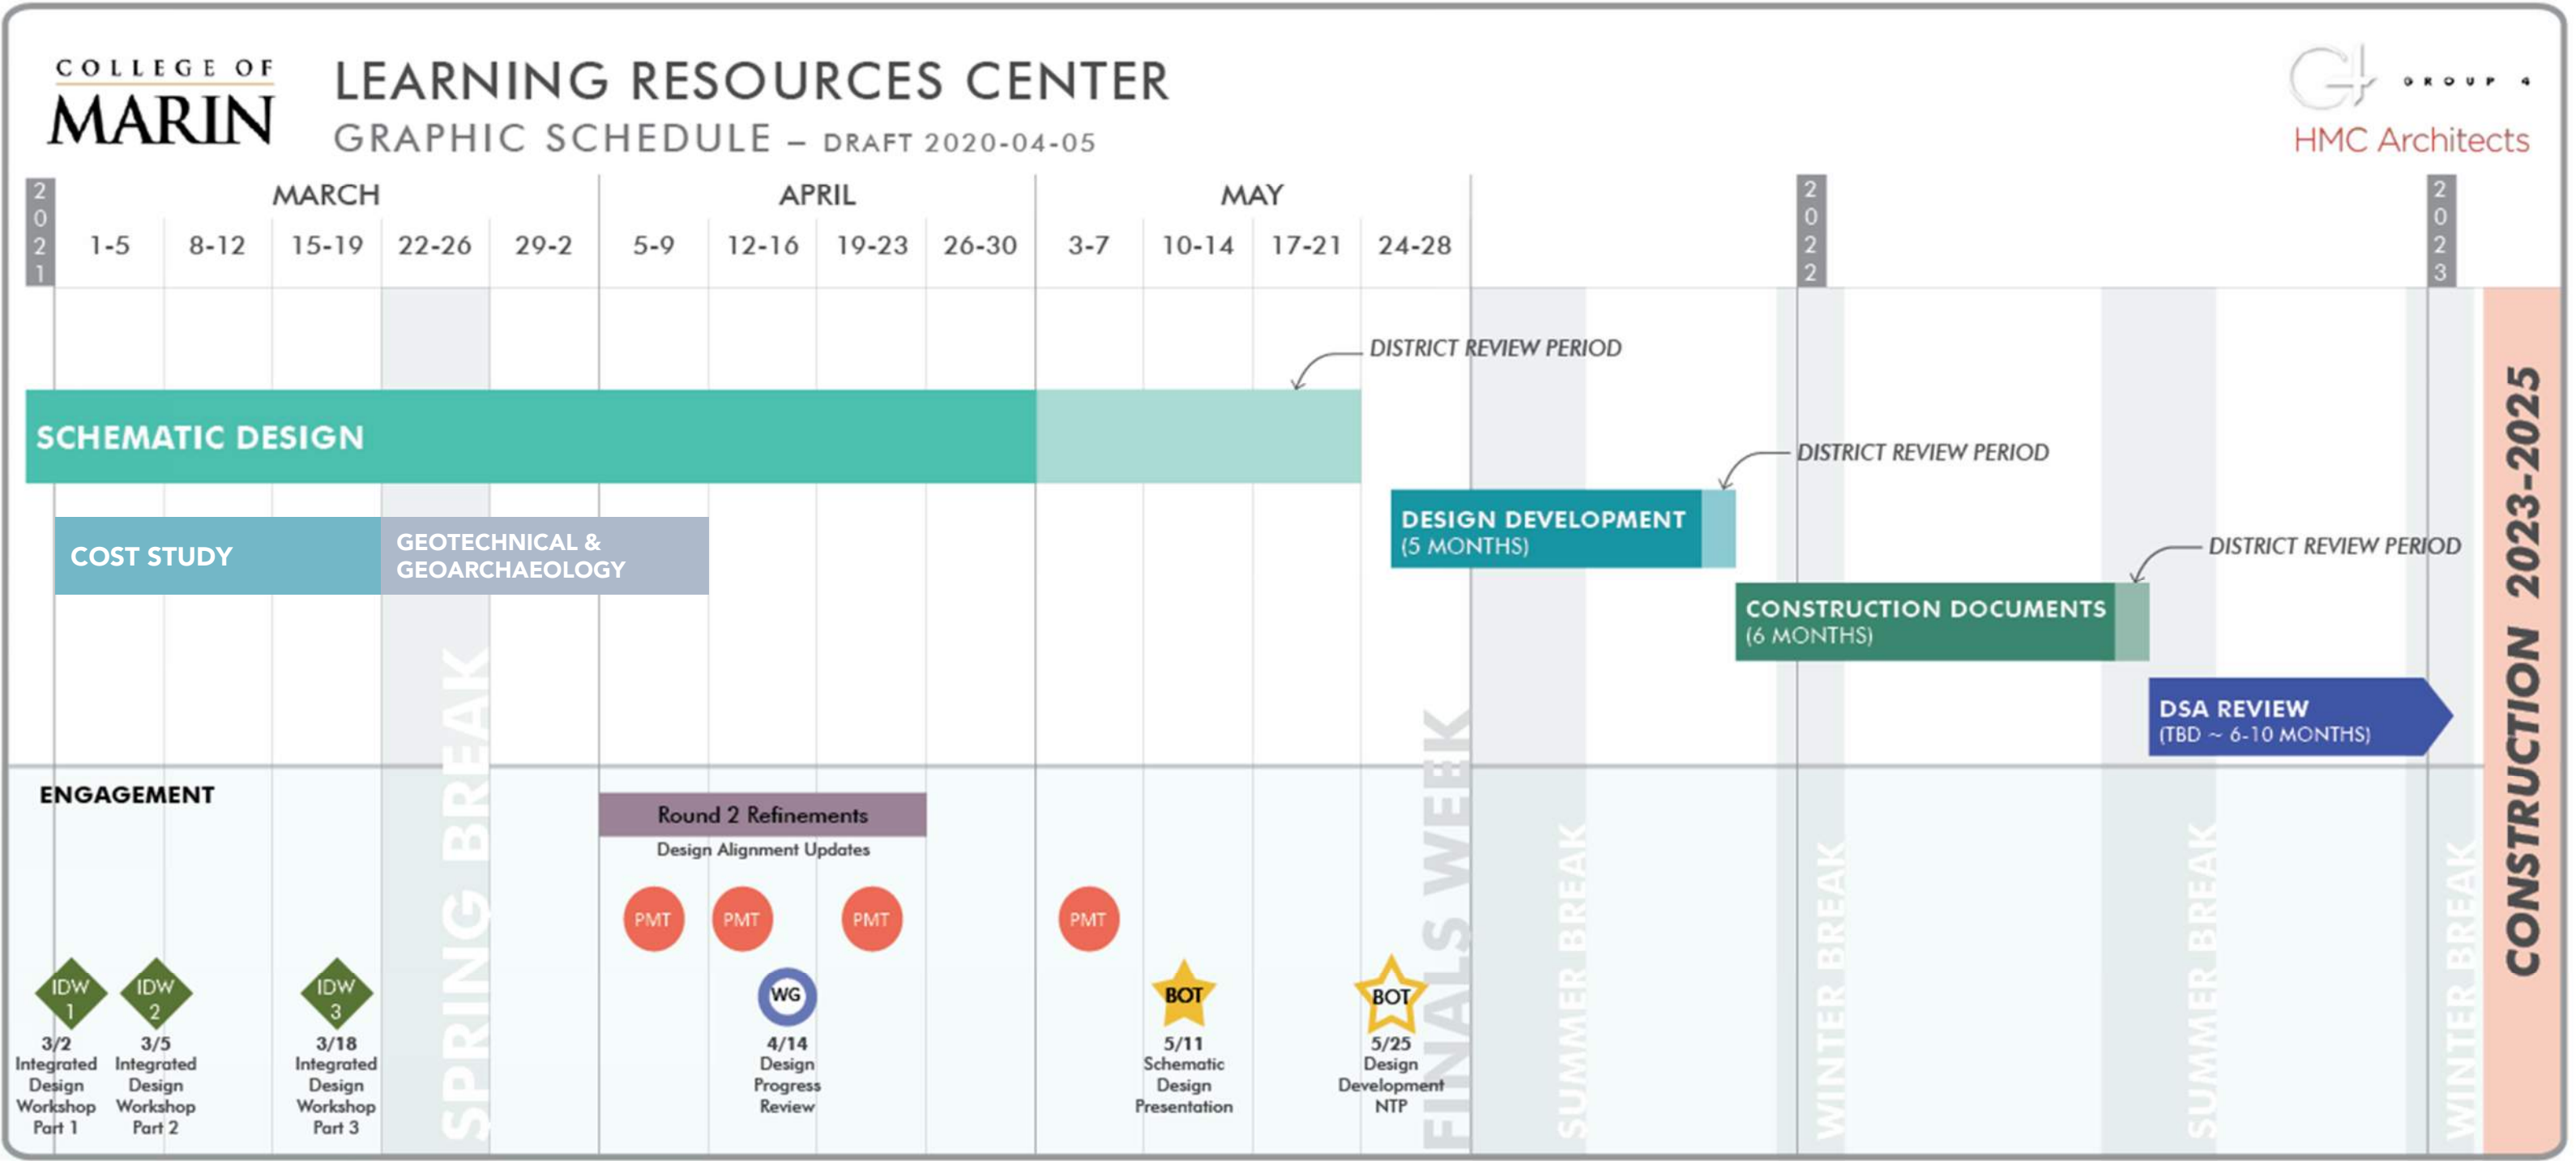 COLLEGE OF
MARIN
LEARNING RESOURCES CENTER
GRAPHIC SCHEDULE – DRAFT 2020-04-05
G4 GROUP 4
HMC Architects
2021
MARCH
APRIL
MAY
2022
2023
1-5
8-12
15-19
22-26
29-2
5-9
12-16
19-23
26-30
3-7
10-14
17-21
24-28
DISTRICT REVIEW PERIOD
SCHEMATIC DESIGN
DISTRICT REVIEW PERIOD
DESIGN DEVELOPMENT
(5 MONTHS)
COST STUDY
GEOTECHNICAL &
GEOARCHAEOLOGY
DISTRICT REVIEW PERIOD
CONSTRUCTION DOCUMENTS
(6 MONTHS)
DSA REVIEW
(TBD ~ 6-10 MONTHS)
CONSTRUCTION 2023-2025
ENGAGEMENT
SPRING BREAK
Round 2 Refinements
Design Alignment Updates
PMT
PMT
PMT
PMT
FINALS WEEK
SUMMER BREAK
WINTER BREAK
SUMMER BREAK
WINTER BREAK
IDW
1
3/2
Integrated
Design
Workshop
Part 1
IDW
2
3/5
Integrated
Design
Workshop
Part 2
IDW
3
3/18
Integrated
Design
Workshop
Part 3
WG
4/14
Design
Progress
Review
BOT
5/11
Schematic
Design
Presentation
BOT
5/25
Design
Development
NTP